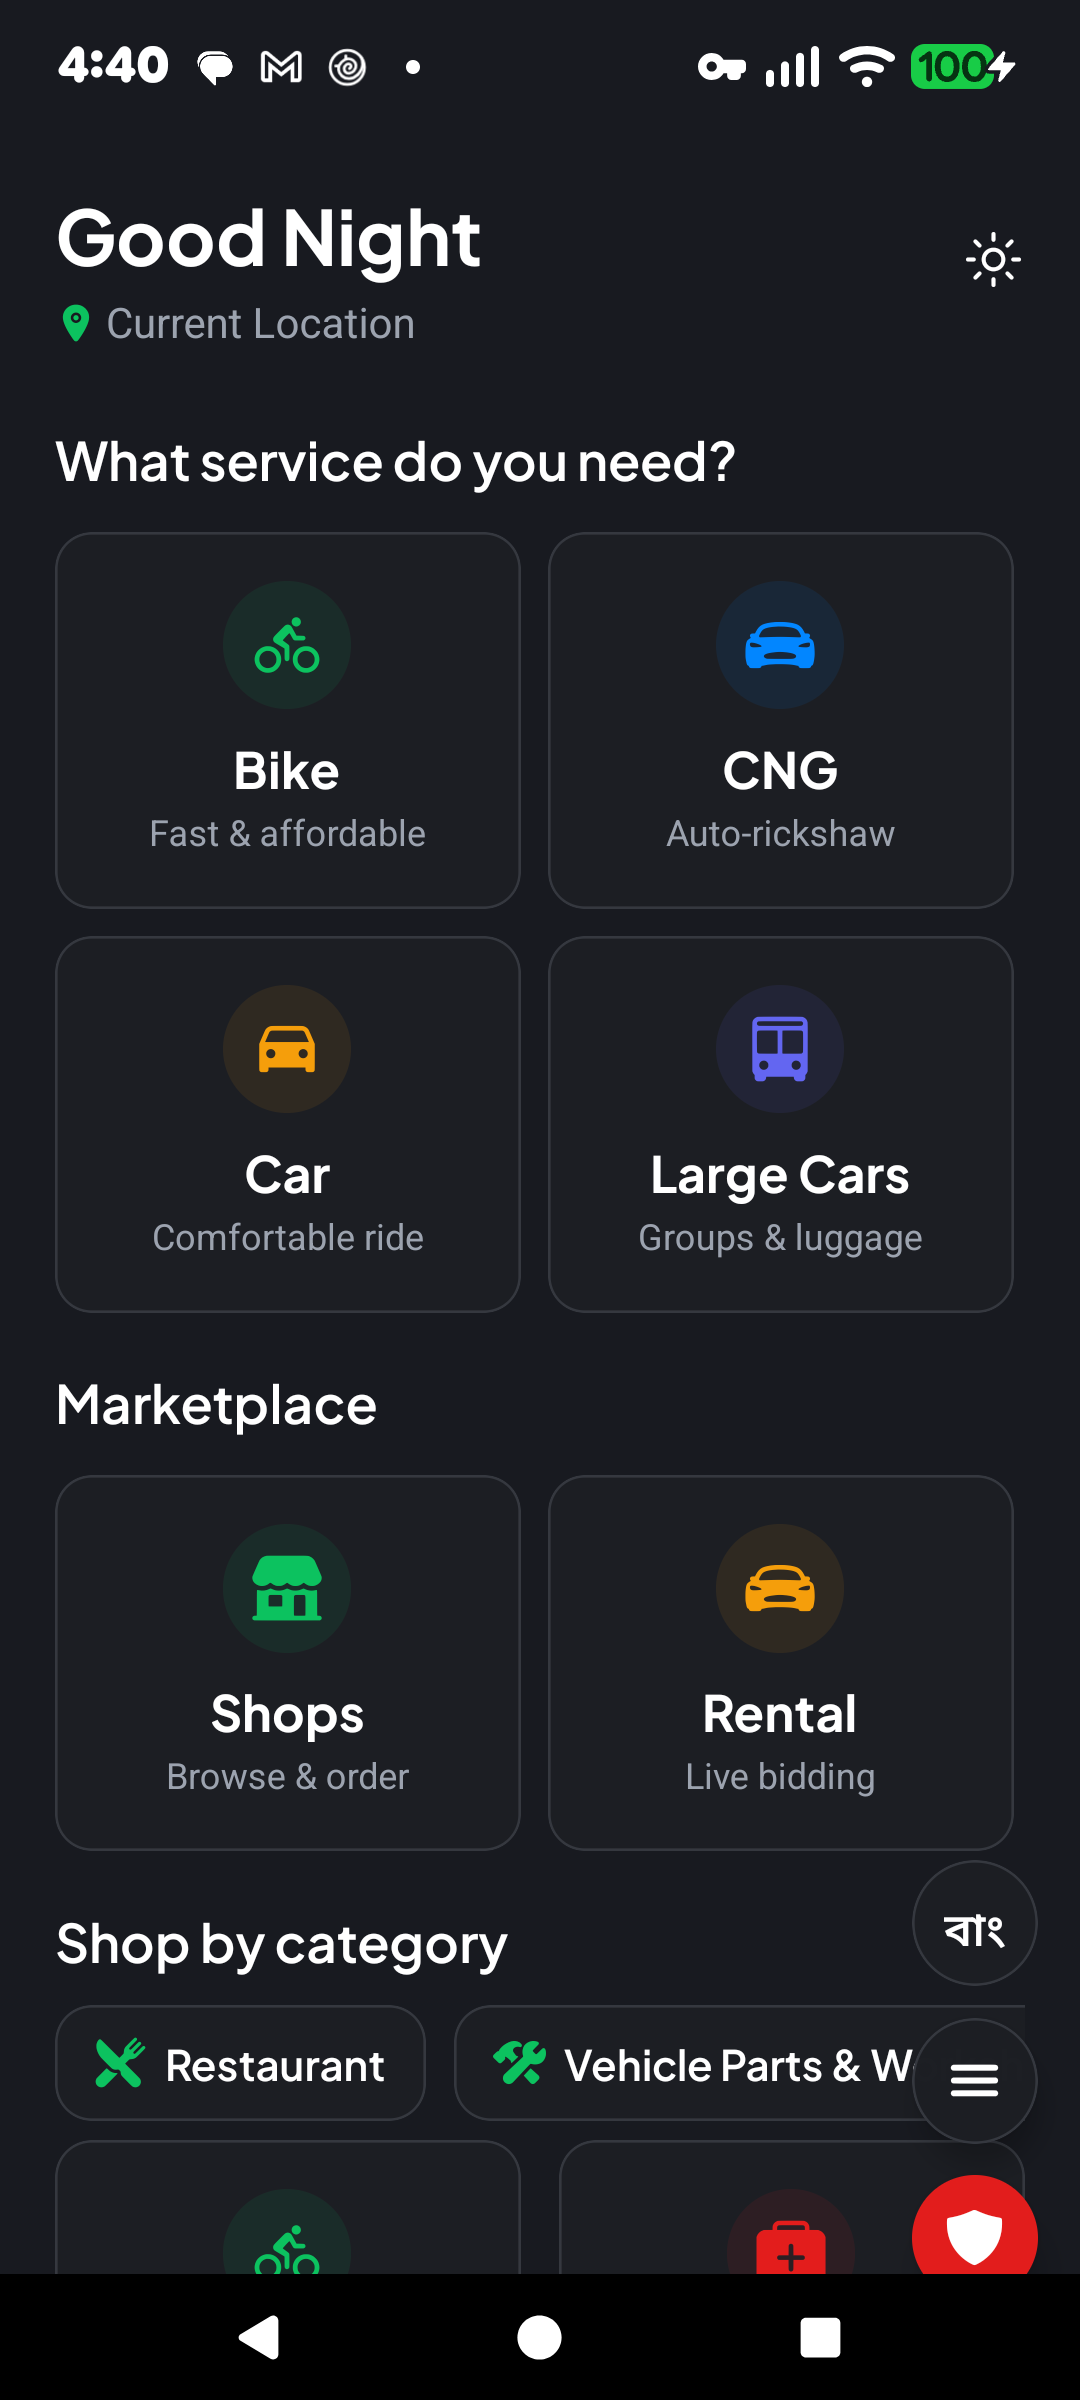 4:40
100
Good Night
Current Location
What service do you need?
Bike
Fast & affordable
CNG
Auto-rickshaw
Car
Comfortable ride
Large Cars
Groups & luggage
Marketplace
Shops
Browse & order
Rental
Live bidding
বাং
Shop by category
Restaurant
Vehicle Parts &